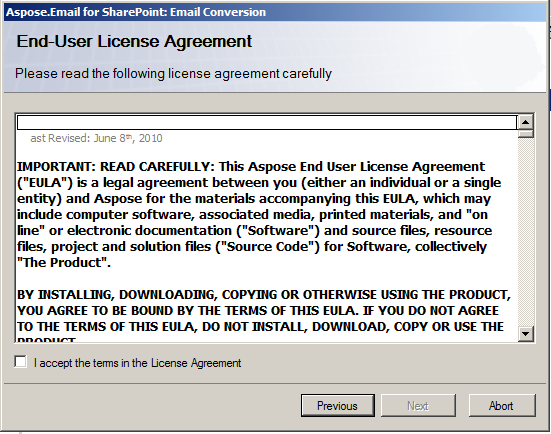 Aspose.Email for SharePoint: Email Conversion
End-User License Agreement
Please read the following license agreement carefully
ast Revised: June 8th, 2010
IMPORTANT: READ CAREFULLY: This Aspose End User License Agreement
("EULA") is a legal agreement between you (either an individual or a single
entity) and Aspose for the materials accompanying this EULA, which may
include computer software, associated media, printed materials, and "on
line" or electronic documentation ("Software") and source files, resource
files, project and solution files ("Source Code") for Software, collectively
"The Product".
BY INSTALLING, DOWNLOADING, COPYING OR OTHERWISE USING THE PRODUCT,
YOU AGREE TO BE BOUND BY THE TERMS OF THIS EULA. IF YOU DO NOT AGREE
TO THE TERMS OF THIS EULA, DO NOT INSTALL, DOWNLOAD, COPY OR USE THE
PRODUCT
I accept the terms in the License Agreement
Previous Next Abort